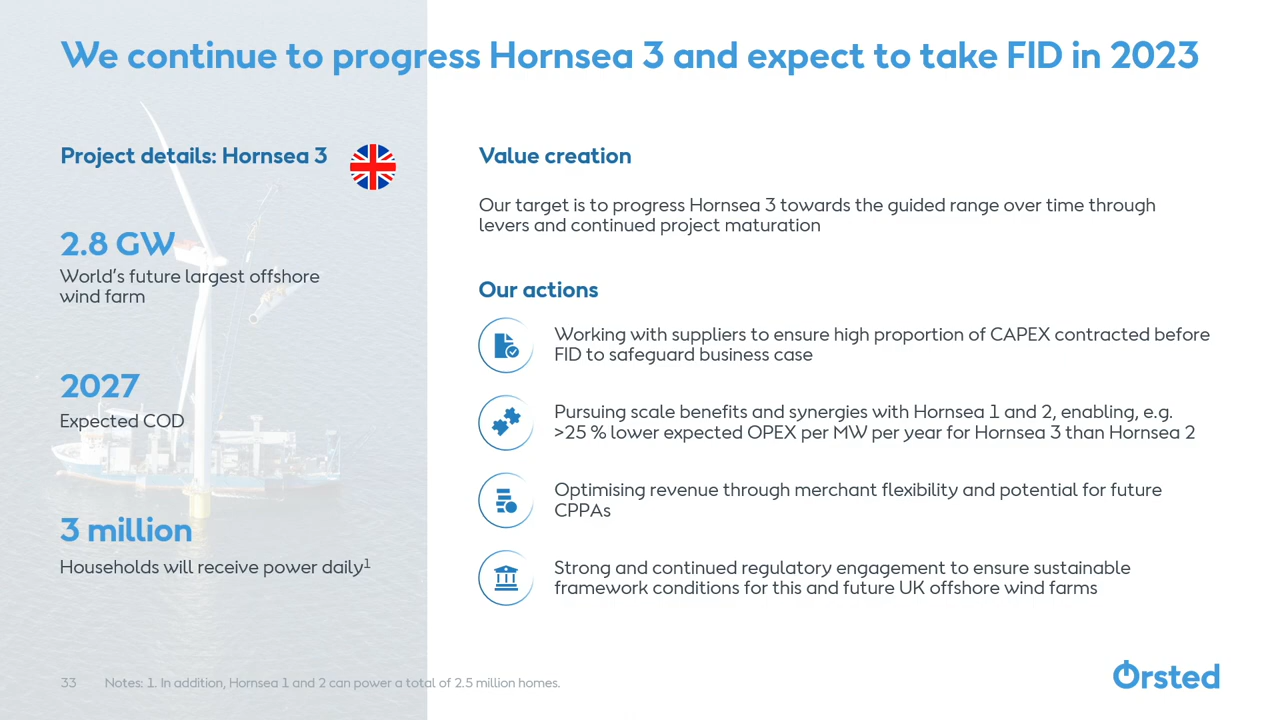 We continue to progress Hornsea 3 and expect to take FID in 2023
Project details: Hornsea 3
2.8 GW
World's future largest offshore
wind farm
2027
Expected COD
3 million
Households will receive power daily¹
Value creation
Our target is to progress Hornsea 3 towards the guided range over time through
levers and continued project maturation
Our actions
Working with suppliers to ensure high proportion of CAPEX contracted before
FID to safeguard business case
Pursuing scale benefits and synergies with Hornsea 1 and 2, enabling, e.g.
>25 % lower expected OPEX per MW per year for Hornsea 3 than Hornsea 2
Optimising revenue through merchant flexibility and potential for future
CPPAs
Strong and continued regulatory engagement to ensure sustainable
framework conditions for this and future UK offshore wind farms
33
Notes: 1. In addition, Hornsea 1 and 2 can power a total of 2.5 million homes.
Ørsted